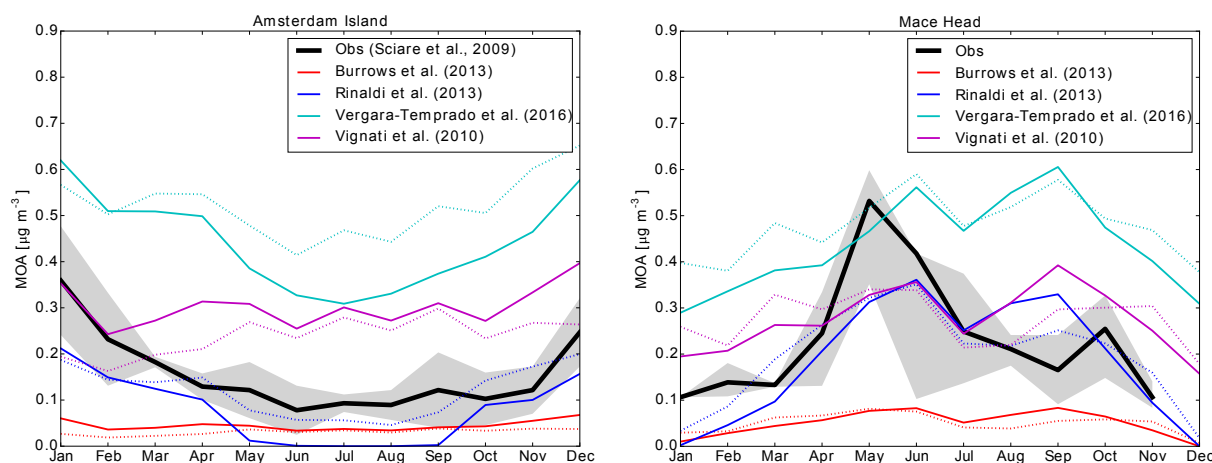 Amsterdam Island
0.9
0.8
0.7
0.6
0.5
0.4
0.3
0.2
0.1
0.0
MOA [µg m⁻³]
Obs (Sciare et al., 2009)
Burrows et al. (2013)
Rinaldi et al. (2013)
Vergara-Temprado et al. (2016)
Vignati et al. (2010)
Jan Feb Mar Apr May Jun Jul Aug Sep Oct Nov Dec
Mace Head
0.9
0.8
0.7
0.6
0.5
0.4
0.3
0.2
0.1
0.0
MOA [µg m⁻³]
Obs
Burrows et al. (2013)
Rinaldi et al. (2013)
Vergara-Temprado et al. (2016)
Vignati et al. (2010)
Jan Feb Mar Apr May Jun Jul Aug Sep Oct Nov Dec